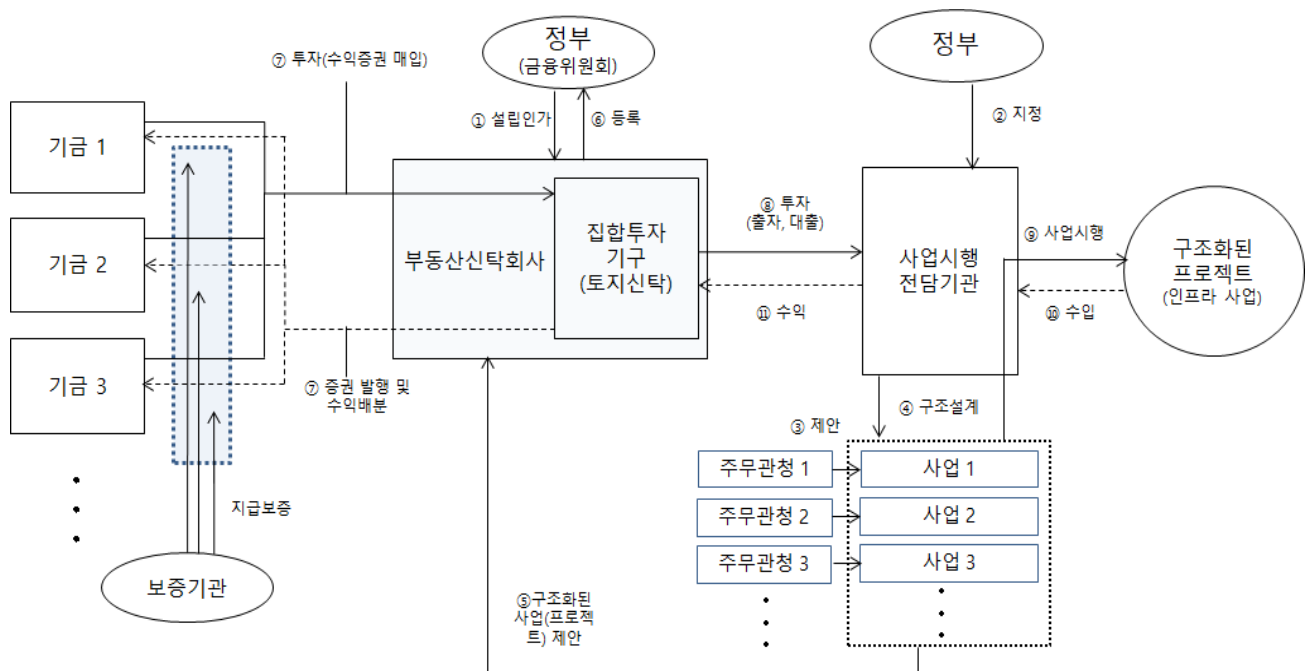 정부
(금융위원회)
정부
⑦ 투자(수익증권 매입)
① 설립인가
⑥ 등록
② 지정
기금 1
기금 2
기금 3
부동산신탁회사
집합투자
기구
(토지신탁)
⑧ 투자
(출자, 대출)
⑪ 수익
사업시행
전담기관
⑨ 사업시행
⑩ 수입
구조화된
프로젝트
(인프라 사업)
⑦ 증권 발행 및
수익배분
④ 구조설계
③ 제안
주무관청 1
사업 1
주무관청 2
사업 2
주무관청 3
사업 3
지급보증
보증기관
⑤구조화된
사업(프로젝
트) 제안